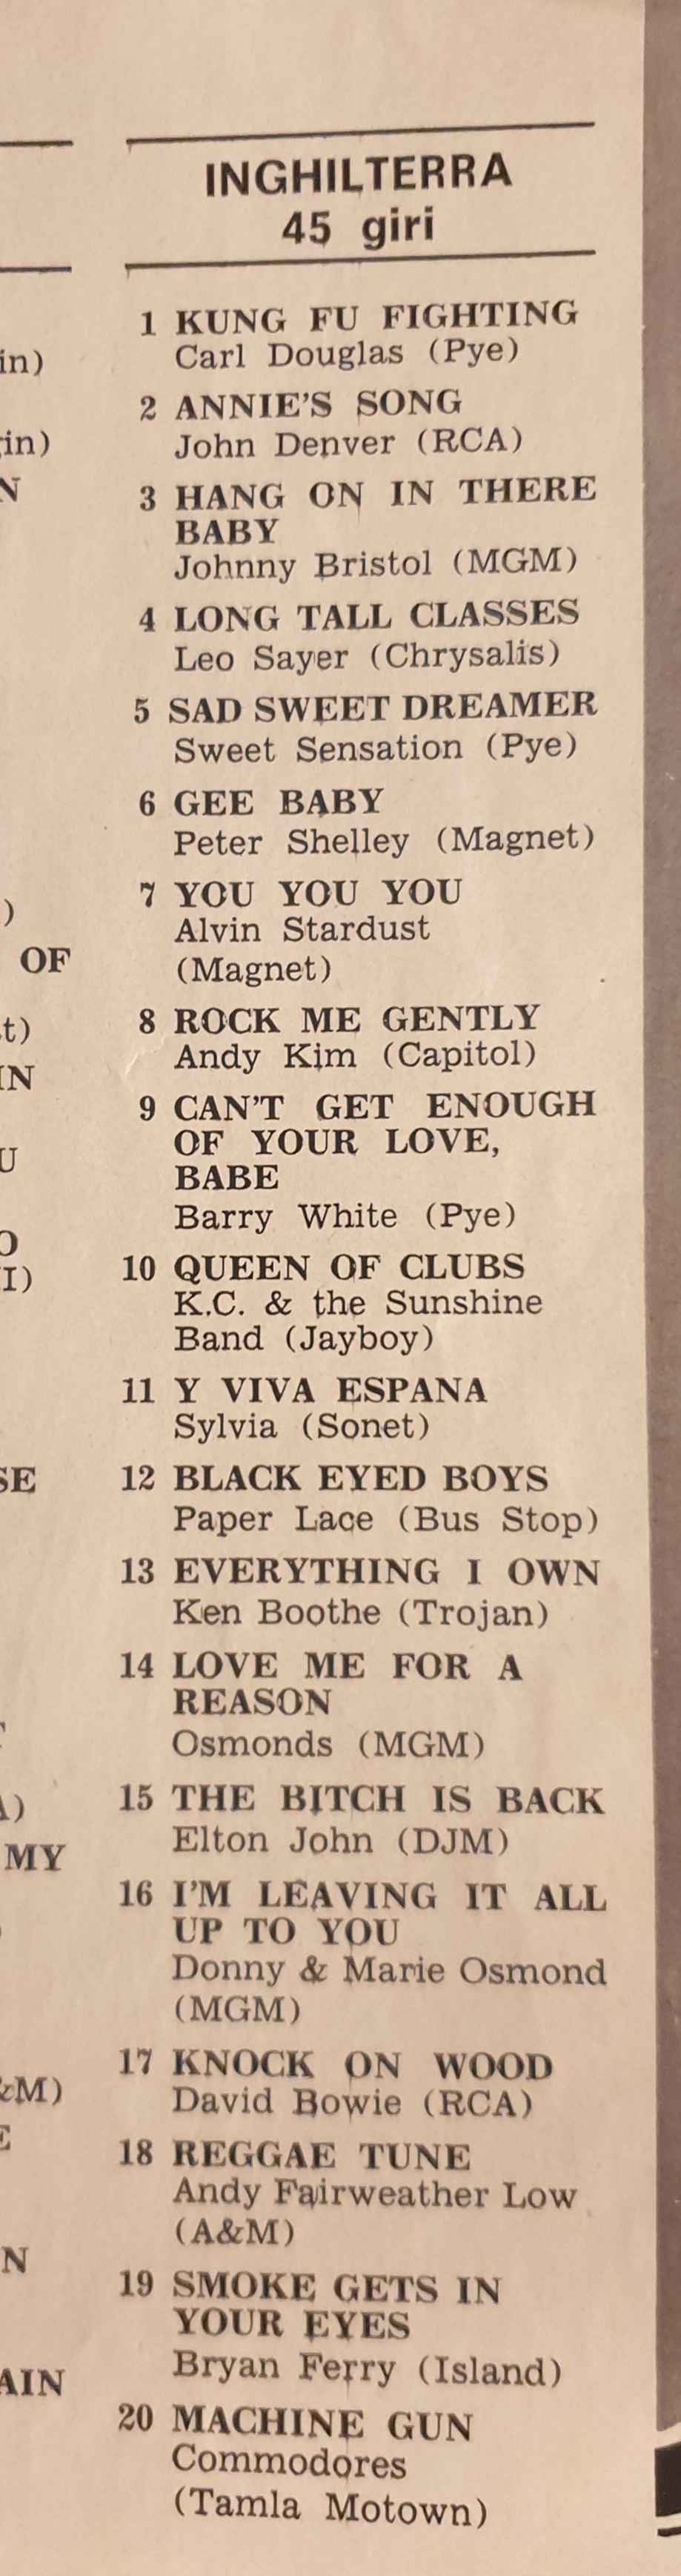 INGHILTERRA
45 giri
1 KUNG FU FIGHTING
Carl Douglas (Pye)
2 ANNIE'S SONG
John Denver (RCA)
3 HANG ON IN THERE
BABY
Johnny Bristol (MGM)
4 LONG TALL CLASSES
Leo Sayer (Chrysalis)
5 SAD SWEET DREAMER
Sweet Sensation (Pye)
6 GEE BABY
Peter Shelley (Magnet)
7 YOU YOU YOU
Alvin Stardust
(Magnet)
8 ROCK ME GENTLY
Andy Kim (Capitol)
9 CAN'T GET ENOUGH
OF YOUR LOVE,
BABE
Barry White (Pye)
10 QUEEN OF CLUBS
K.C. & the Sunshine
Band (Jayboy)
11 Y VIVA ESPANA
Sylvia (Sonet)
12 BLACK EYED BOYS
Paper Lace (Bus Stop)
13 EVERYTHING I OWN
Ken Boothe (Trojan)
14 LOVE ME FOR A
REASON
Osmonds (MGM)
15 THE BITCH IS BACK
Elton John (DJM)
16 I'M LEAVING IT ALL
UP TO YOU
Donny & Marie Osmond
(MGM)
17 KNOCK ON WOOD
David Bowie (RCA)
18 REGGAE TUNE
Andy Fairweather Low
(A&M)
19 SMOKE GETS IN
YOUR EYES
Bryan Ferry (Island)
20 MACHINE GUN
Commodores
(Tamla Motown)
OF
MY